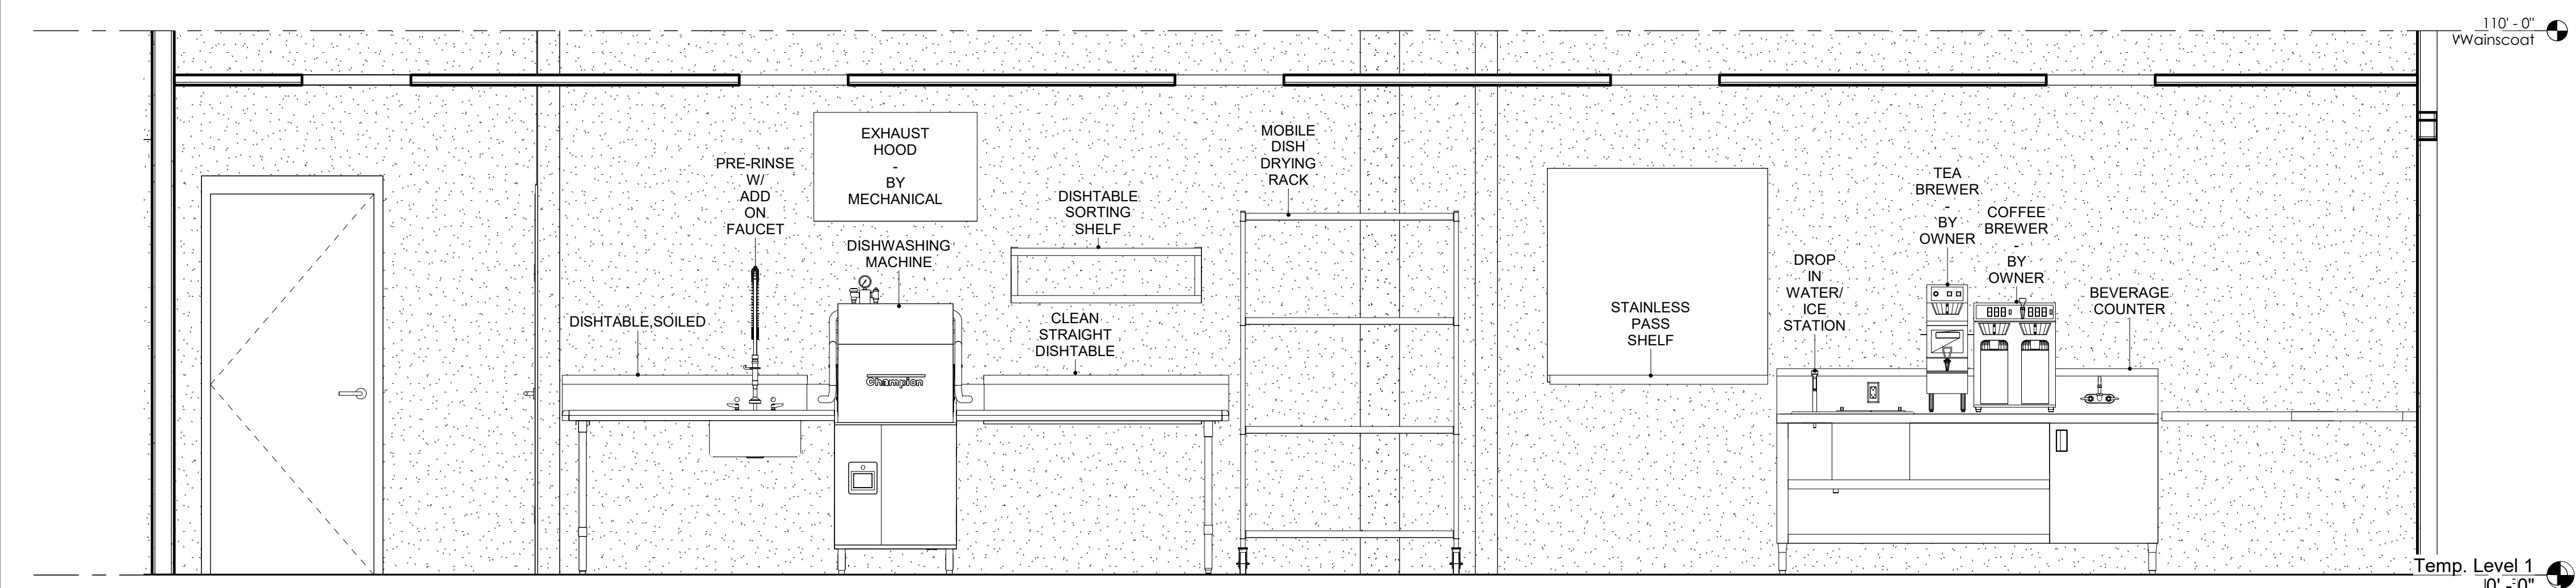 110' - 0"
Wainscoat
EXHAUST
HOOD
-
BY
MECHANICAL
PRE-RINSE
W/
ADD
ON
FAUCET
DISHTABLE,SOILED
DISHWASHING
MACHINE
Champion
DISHTABLE
SORTING
SHELF
CLEAN
STRAIGHT
DISHTABLE
MOBILE
DISH
DRYING
RACK
STAINLESS
PASS
SHELF
DROP
IN
WATER/
ICE
STATION
TEA
BREWER
-
BY
OWNER
COFFEE
BREWER
-
BY
OWNER
BEVERAGE
COUNTER
Temp. Level 1